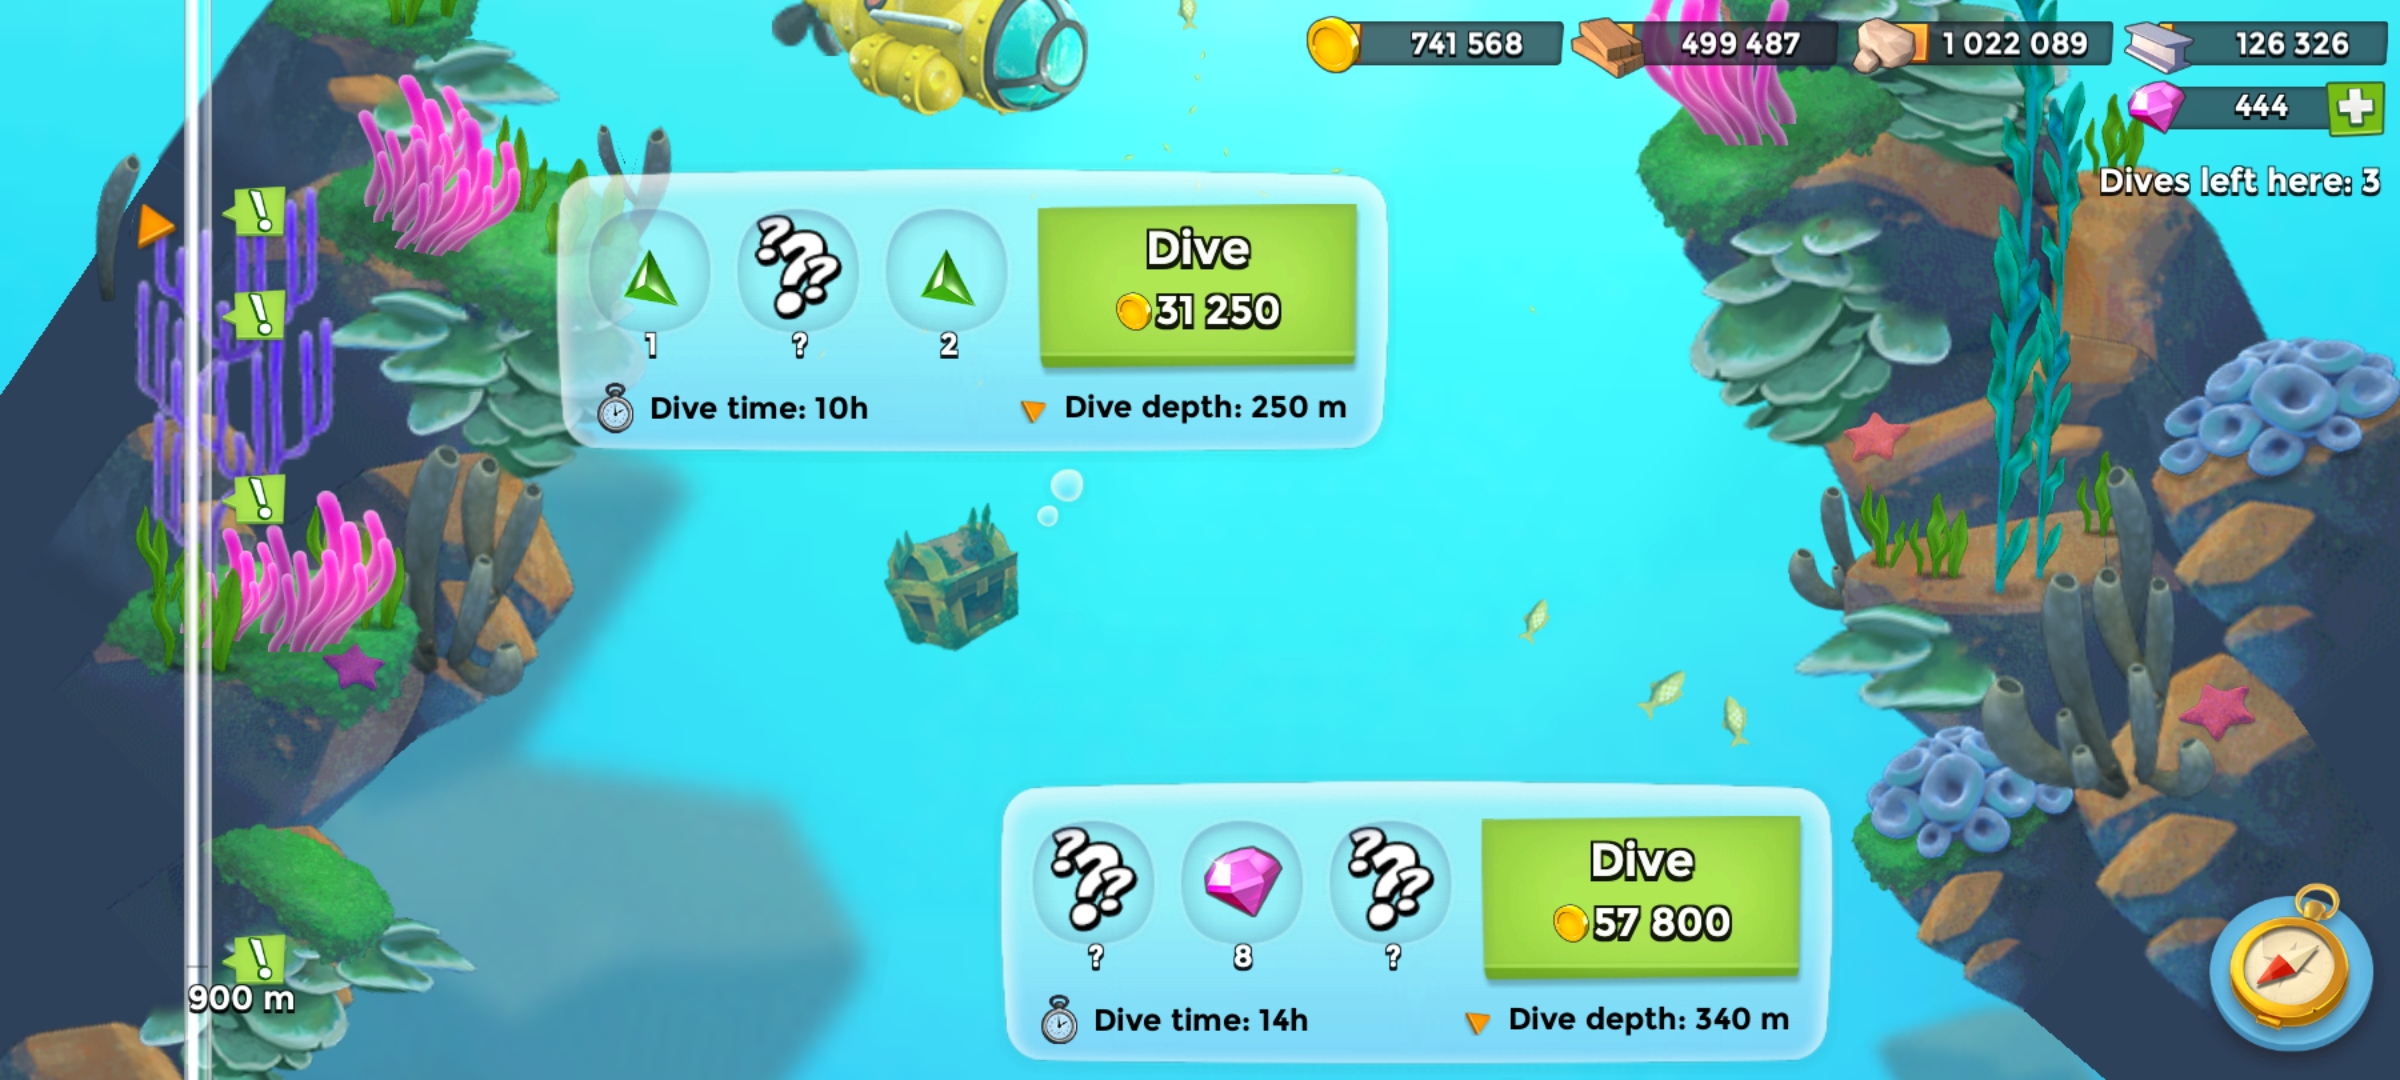 741 568
499 487
1 022 089
126 326
444
Dives left here: 3
!
!
!
1
?
2
Dive
31 250
Dive time: 10h
Dive depth: 250 m
???
?
8
???
?
Dive
57 800
Dive time: 14h
Dive depth: 340 m
!
900 m